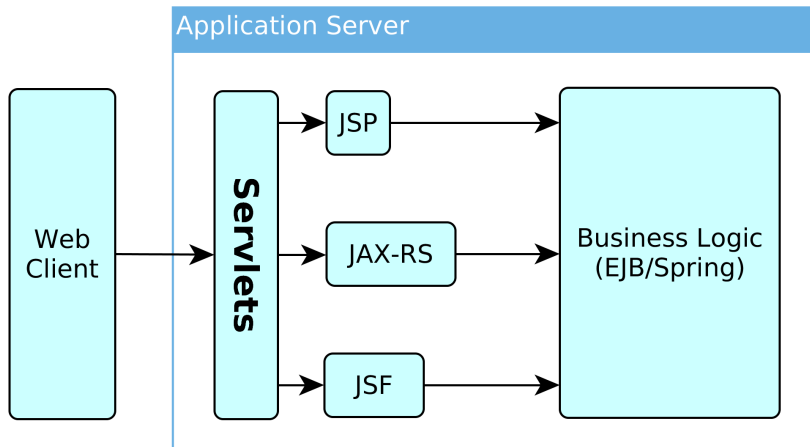 Application Server
Web
Client
Servlets
JSP
JAX-RS
JSF
Business Logic
(EJB/Spring)